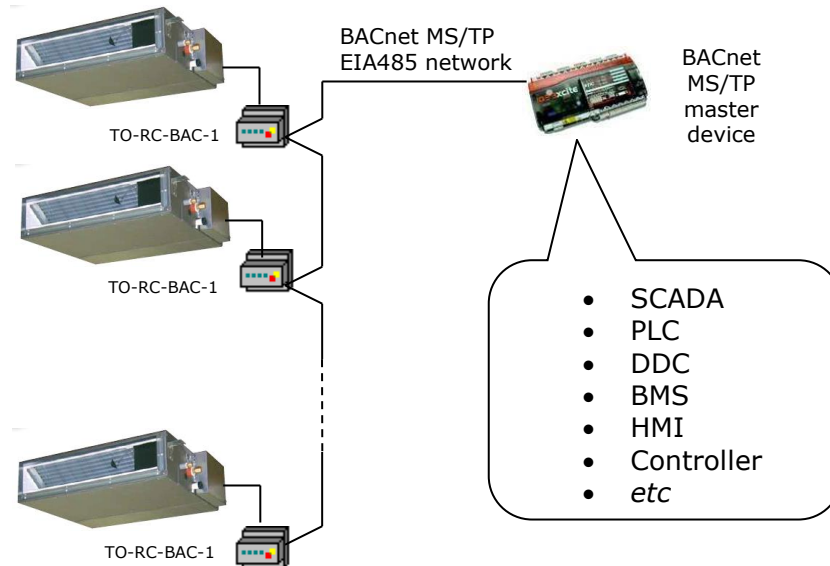 BACnet MS/TP
EIA485 network
BACnet
MS/TP
master
device
TO-RC-BAC-1
TO-RC-BAC-1
• SCADA
• PLC
• DDC
• BMS
• HMI
• Controller
• etc
TO-RC-BAC-1